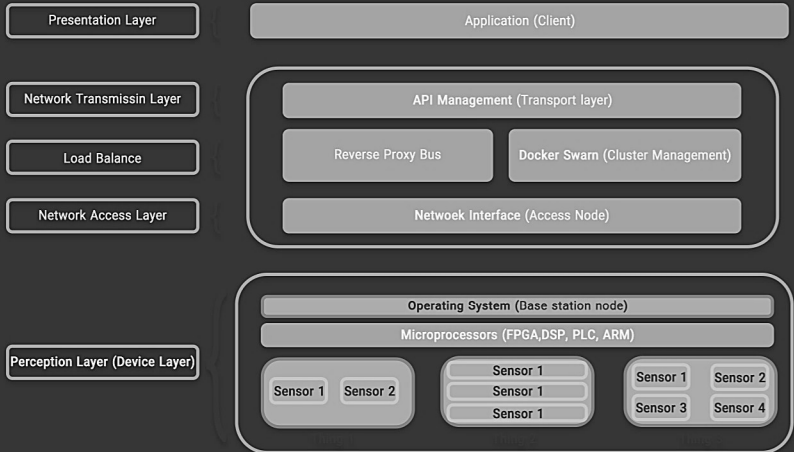 Presentation Layer
Application (Client)
Network Transmissin Layer
API Management (Transport layer)
Load Balance
Reverse Proxy Bus
Docker Swarn (Cluster Management)
Network Access Layer
Netwoek Interface (Access Node)
Perception Layer (Device Layer)
Operating System (Base station node)
Microprocessors (FPGA,DSP, PLC, ARM)
Sensor 1
Sensor 2
Sensor 1
Sensor 1
Sensor 1
Sensor 1
Sensor 2
Sensor 3
Sensor 4